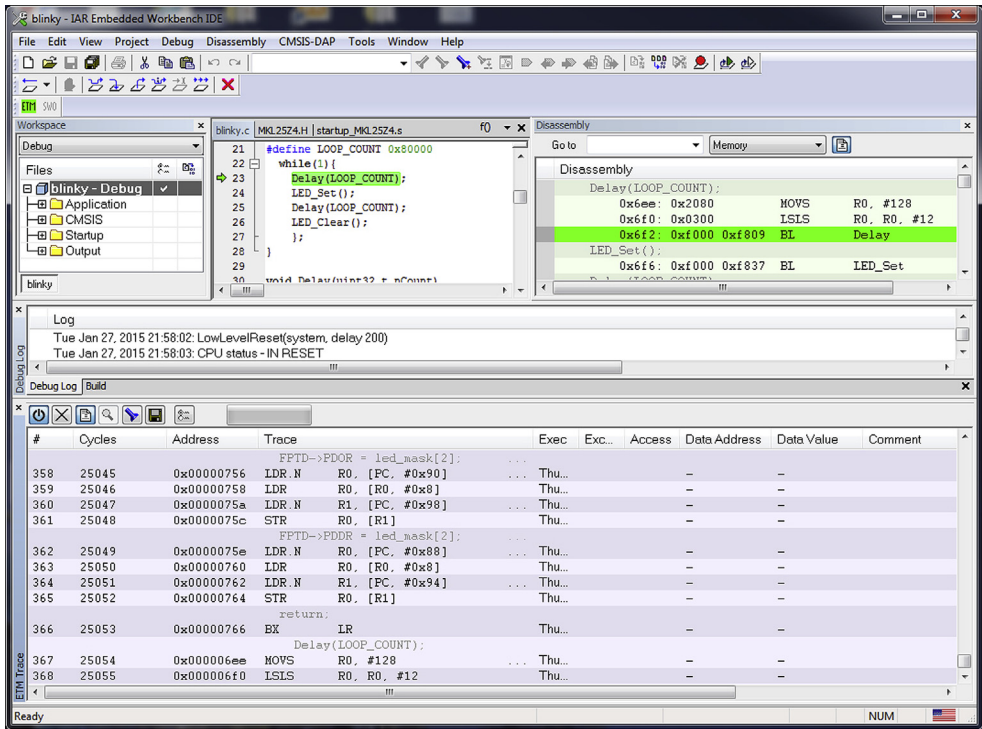 blinky - IAR Embedded Workbench IDE
File Edit View Project Debug Disassembly CMSIS-DAP Tools Window Help
ETM SWO
Workspace
Debug
Files
blinky - Debug
Application
CMSIS
Startup
Output
blinky
blinky.c MKL25Z4.H startup_MKL25Z4.s f()
21 #define LOOP_COUNT 0x80000
22 while(1){
23 Delay(LOOP_COUNT);
24 LED_Set();
25 Delay(LOOP_COUNT);
26 LED_Clear();
27 };
28 }
29
30 void Delay(uint32_t nCount)
Disassembly
Go to Memory
Disassembly
Delay(LOOP_COUNT);
0x6ee: 0x2080 MOVS R0, #128
0x6f0: 0x0300 LSLS R0, R0, #12
0x6f2: 0xf000 0xf809 BL Delay
LED_Set();
0x6f6: 0xf000 0xf837 BL LED_Set
Delay(LOOP_COUNT);
Debug Log
Log
Tue Jan 27, 2015 21:58:02: LowLevelReset(system, delay 200)
Tue Jan 27, 2015 21:58:03: CPU status - IN RESET
Debug Log Build
ETM Trace
# Cycles Address Trace Exec Exc... Access Data Address Data Value Comment
FPTD->PDOR = led_mask[2]; ...
358 25045 0x00000756 LDR.N R0, [PC, #0x90] ... Thu... - -
359 25046 0x00000758 LDR R0, [R0, #0x8] Thu... - -
360 25047 0x0000075a LDR.N R1, [PC, #0x98] ... Thu... - -
361 25048 0x0000075c STR R0, [R1] Thu... - -
FPTD->PDOR = led_mask[2]; ...
362 25049 0x0000075e LDR.N R0, [PC, #0x88] ... Thu... - -
363 25050 0x00000760 LDR R0, [R0, #0x8] Thu... - -
364 25051 0x00000762 LDR.N R1, [PC, #0x94] ... Thu... - -
365 25052 0x00000764 STR R0, [R1] Thu... - -
return;
366 25053 0x00000766 BX LR Thu... - -
Delay(LOOP_COUNT);
367 25054 0x000006ee MOVS R0, #128 ... Thu... - -
368 25055 0x000006f0 LSLS R0, R0, #12 Thu... - -
Ready NUM